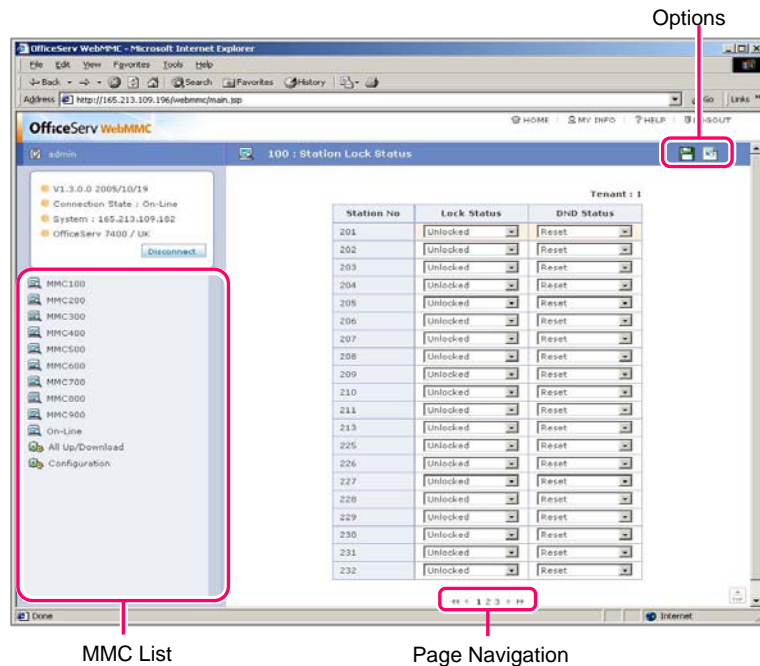 Options
OfficeServ WebMMC - Microsoft Internet Explorer
File Edit View Favorites Tools Help
Back Search Favorites History
Address http://165.213.109.196/webmmc/main.jsp Go Links
OfficeServ WebMMC
HOME MY INFO HELP LOGOUT
admin
100 : Station Lock Status
V1.3.0.0 2005/10/19
Connection State : On-Line
System : 165.213.109.182
OfficeServ 7400 / UK
Disconnect
MMC100
MMC200
MMC300
MMC400
MMC500
MMC600
MMC700
MMC800
MMC900
On-Line
All Up/Download
Configuration
Tenant : 1
Station No Lock Status DND Status
201 Unlocked Reset
202 Unlocked Reset
203 Unlocked Reset
204 Unlocked Reset
205 Unlocked Reset
206 Unlocked Reset
207 Unlocked Reset
208 Unlocked Reset
209 Unlocked Reset
210 Unlocked Reset
211 Unlocked Reset
213 Unlocked Reset
225 Unlocked Reset
226 Unlocked Reset
227 Unlocked Reset
228 Unlocked Reset
229 Unlocked Reset
230 Unlocked Reset
231 Unlocked Reset
232 Unlocked Reset
1 2 3
TOP
Done Internet
MMC List
Page Navigation